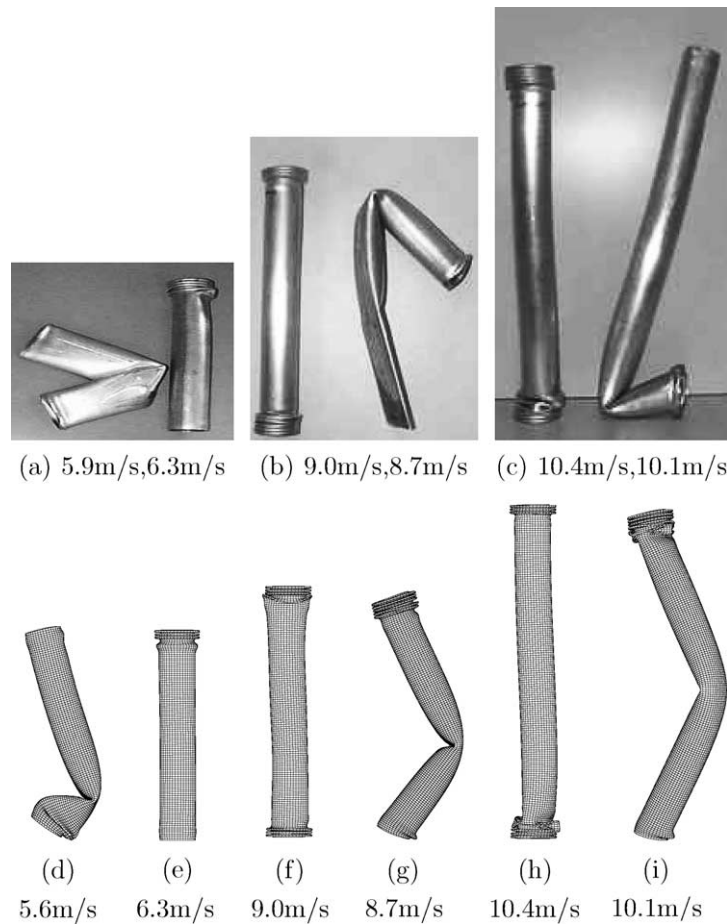 (a) 5.9m/s,6.3m/s
(b) 9.0m/s,8.7m/s
(c) 10.4m/s,10.1m/s
(d) (e) (f) (g) (h) (i)
5.6m/s 6.3m/s 9.0m/s 8.7m/s 10.4m/s 10.1m/s